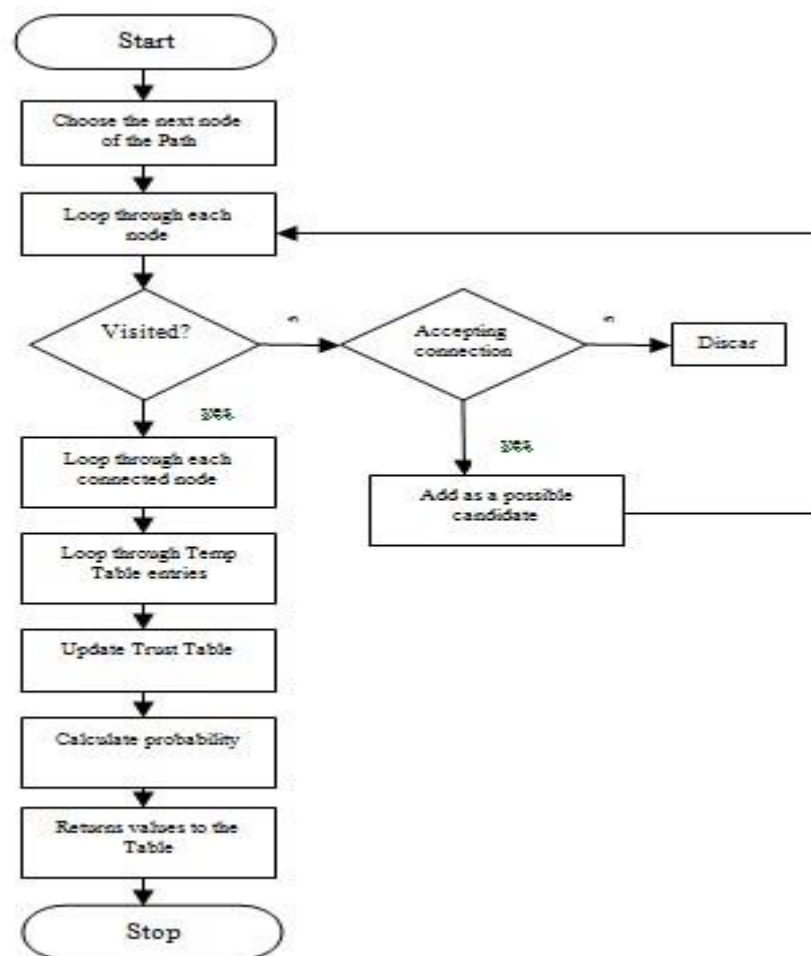 Start
Choose the next node
of the Path
Loop through each
node
Visited?
n
Accepting
connection
n
Discar
yes
yes
Loop through each
connected node
Add as a possible
candidate
Loop through Temp
Table entries
Update Trust Table
Calculate probability
Returns values to the
Table
Stop